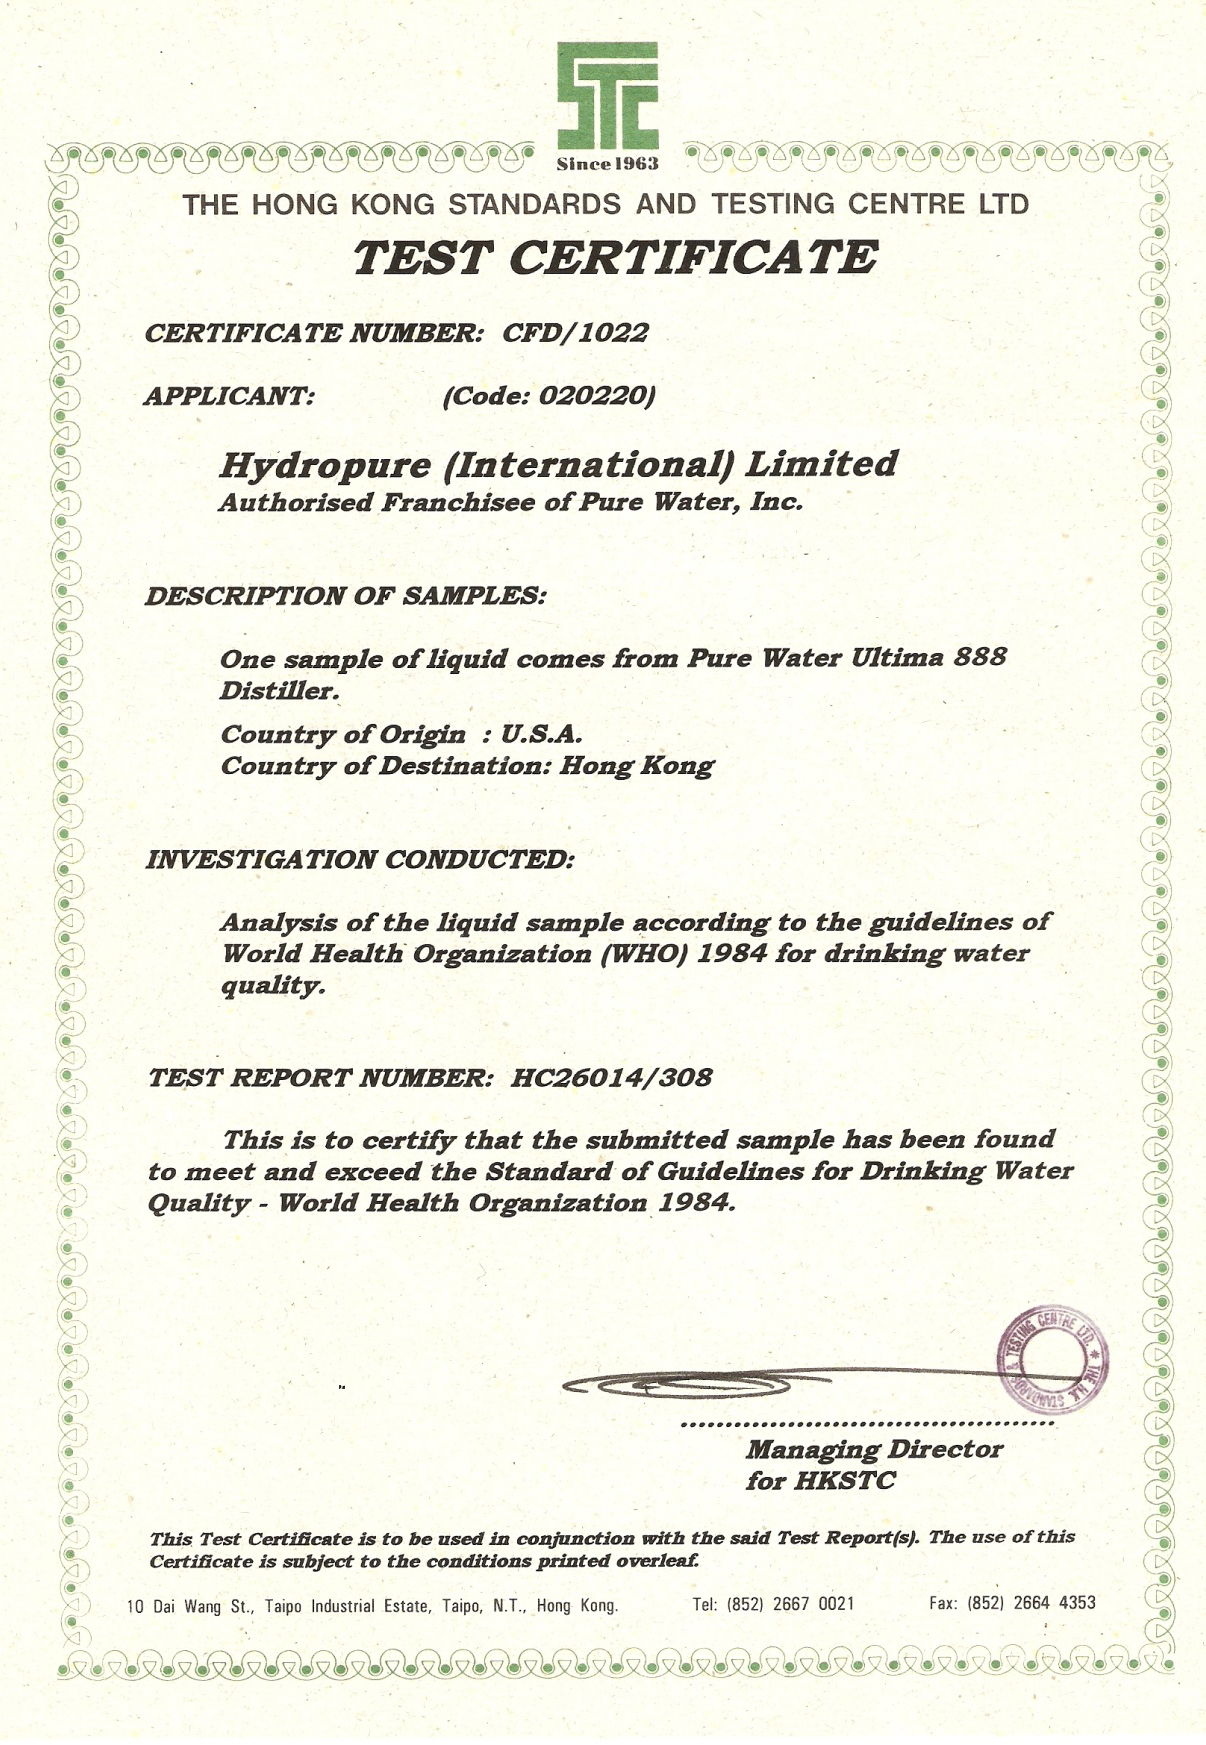 STC
Since 1963
THE HONG KONG STANDARDS AND TESTING CENTRE LTD
TEST CERTIFICATE
CERTIFICATE NUMBER: CFD/1022
APPLICANT: (Code: 020220)
Hydropure (International) Limited
Authorised Franchisee of Pure Water, Inc.
DESCRIPTION OF SAMPLES:
One sample of liquid comes from Pure Water Ultima 888
Distiller.
Country of Origin : U.S.A.
Country of Destination: Hong Kong
INVESTIGATION CONDUCTED:
Analysis of the liquid sample according to the guidelines of
World Health Organization (WHO) 1984 for drinking water
quality.
TEST REPORT NUMBER: HC26014/308
This is to certify that the submitted sample has been found
to meet and exceed the Standard of Guidelines for Drinking Water
Quality - World Health Organization 1984.
THE H.K. STANDARDS & TESTING CENTRE LTD. *
Managing Director
for HKSTC
This Test Certificate is to be used in conjunction with the said Test Report(s). The use of this
Certificate is subject to the conditions printed overleaf.
10 Dai Wang St., Taipo Industrial Estate, Taipo, N.T., Hong Kong. Tel: (852) 2667 0021 Fax: (852) 2664 4353